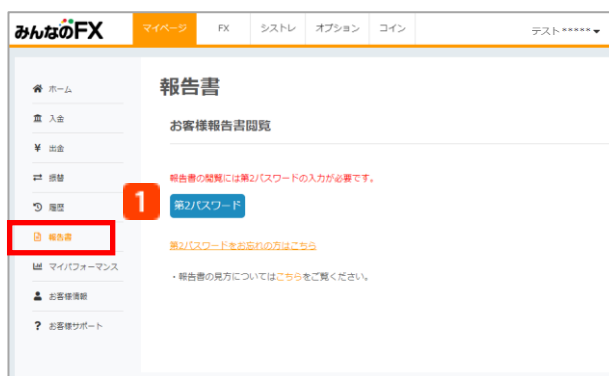 みんなのFX
マイページ FX シストレ オプション コイン テスト*****
ホーム
入金
出金
振替
履歴
報告書
マイパフォーマンス
お客様情報
お客様サポート
報告書
お客様報告書閲覧
報告書の閲覧には第2パスワードの入力が必要です。
1
第2パスワード
第2パスワードをお忘れの方はこちら
・報告書の見方についてはこちらをご覧ください。